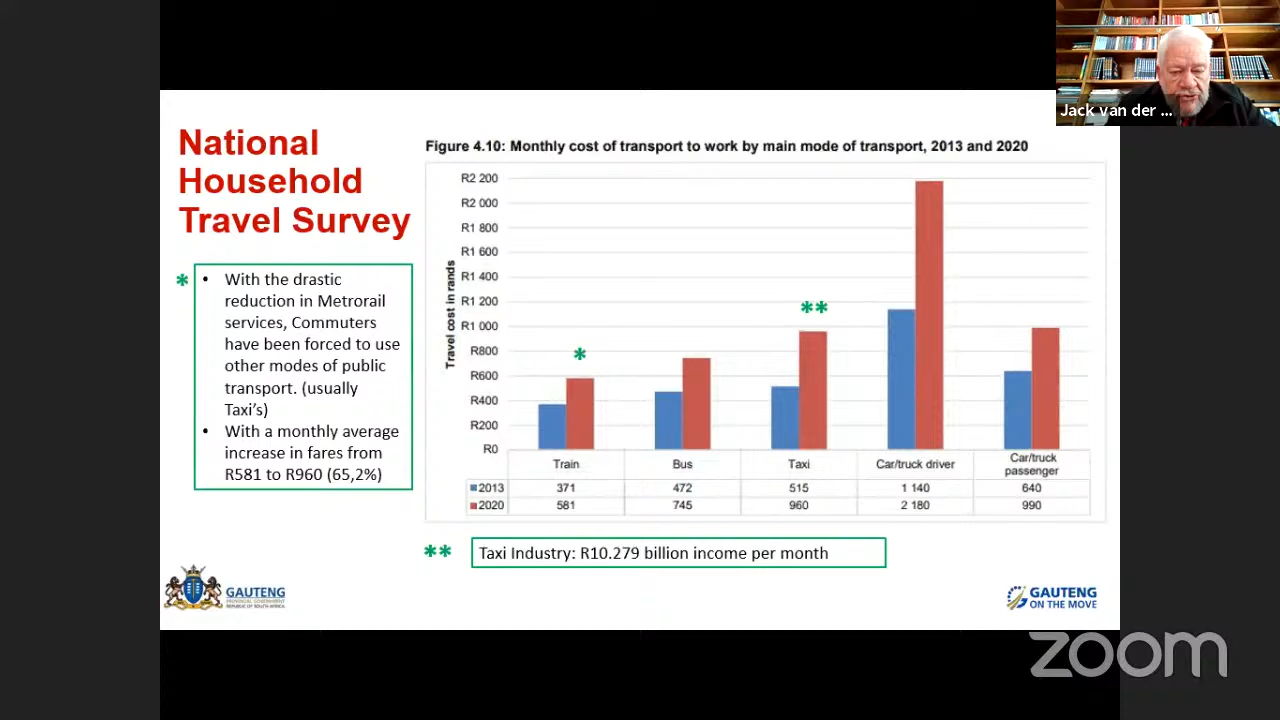 Jack van der ...
National
Household
Travel Survey
*
• With the drastic
reduction in Metrorail
services, Commuters
have been forced to use
other modes of public
transport. (usually
Taxi's)
• With a monthly average
increase in fares from
R581 to R960 (65,2%)
Figure 4.10: Monthly cost of transport to work by main mode of transport, 2013 and 2020
Travel cost in rands
R2 200
R2 000
R1 800
R1 600
R1 400
R1 200
R1 000
R800
R600
R400
R200
R0
*
**
Train Bus Taxi Car/truck driver Car/truck passenger
2013 371 472 515 1 140 640
2020 581 745 960 2 180 990
** Taxi Industry: R10.279 billion income per month
GAUTENG
PROVINCIAL GOVERNMENT
REPUBLIC OF SOUTH AFRICA
GAUTENG
ON THE MOVE
zoom